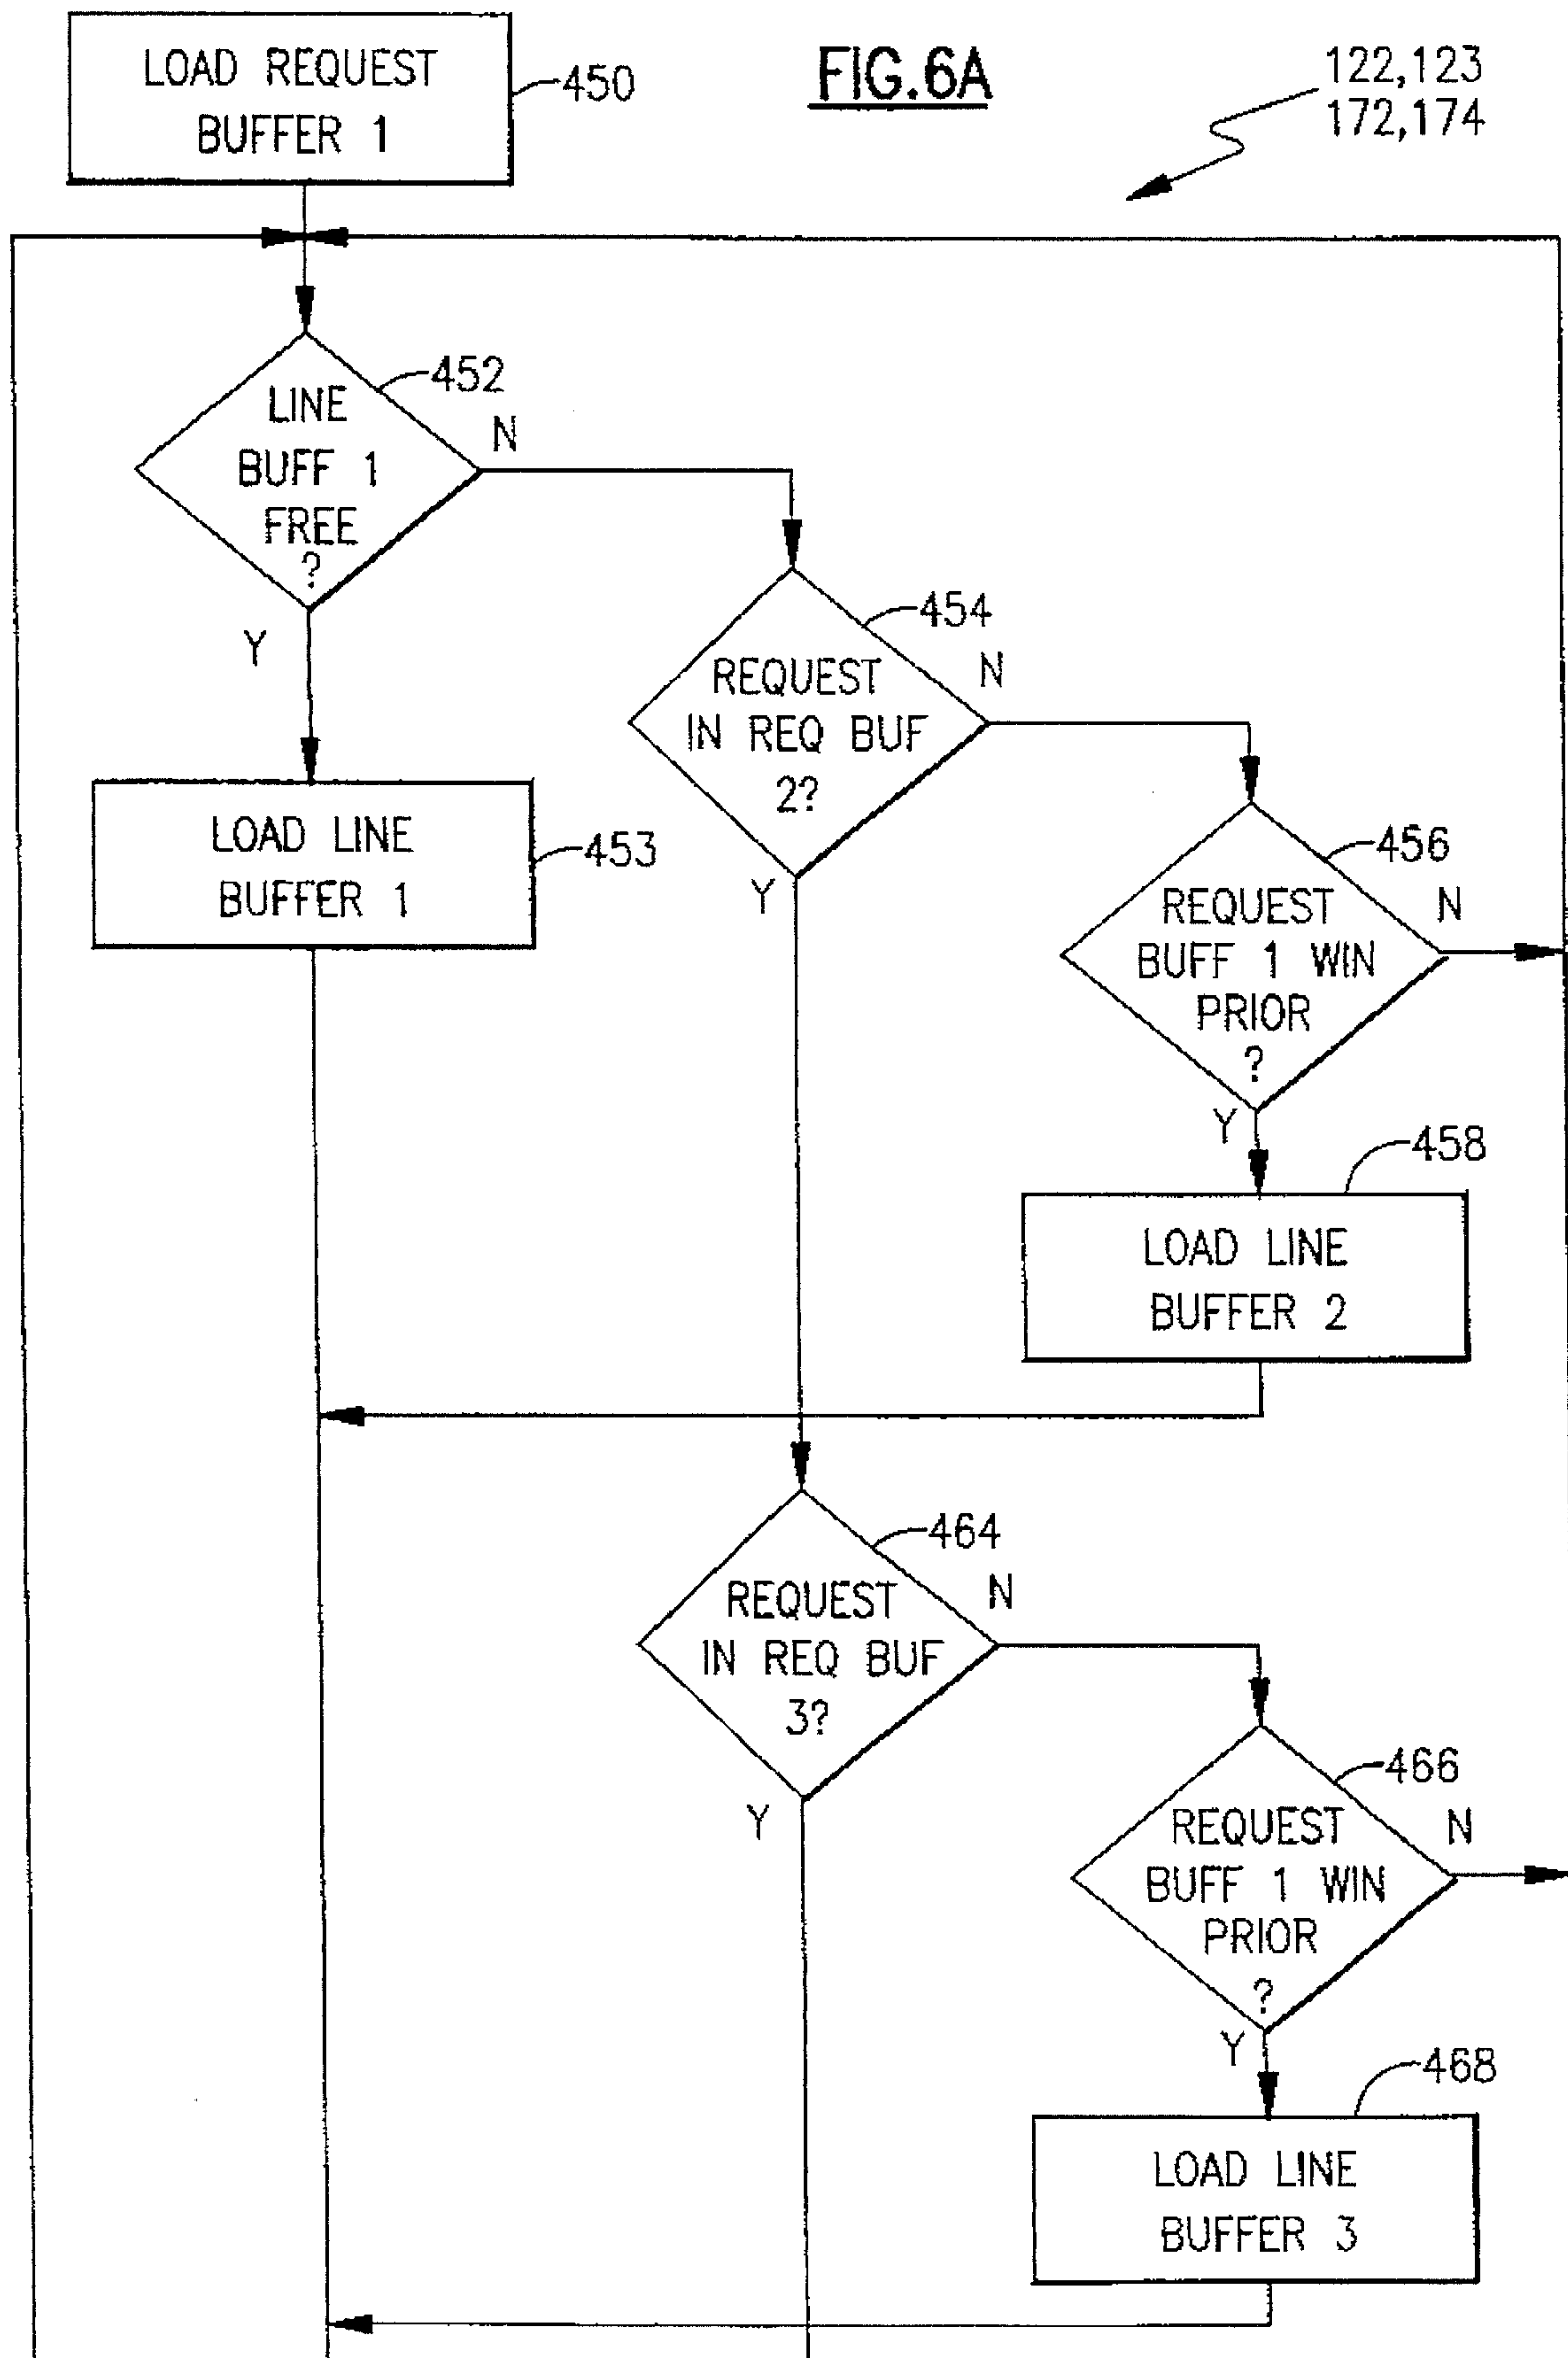 LOAD REQUEST
BUFFER 1
450
FIG.6A
122,123
172,174
452
LINE
BUFF 1
FREE
?
N
Y
454
REQUEST
IN REQ BUF
2?
N
Y
LOAD LINE
BUFFER 1
453
456
REQUEST
BUFF 1 WIN
PRIOR
?
N
Y
458
LOAD LINE
BUFFER 2
464
REQUEST
IN REQ BUF
3?
N
Y
466
REQUEST
BUFF 1 WIN
PRIOR
?
N
Y
468
LOAD LINE
BUFFER 3